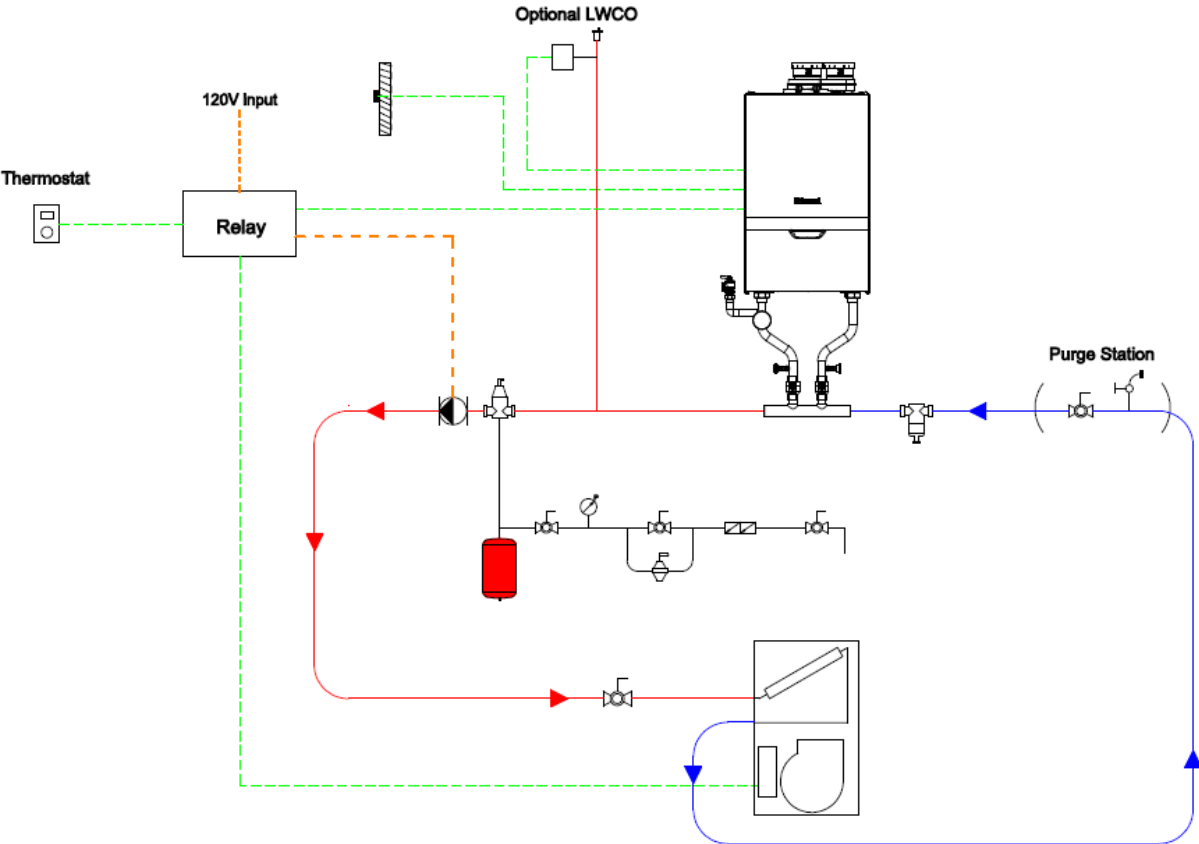 Optional LWCO
120V Input
Thermostat
Relay
Purge Station